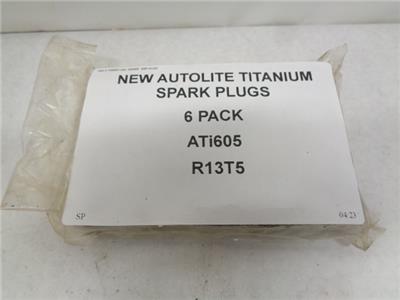 NEW AUTOLITE TITANIUM
SPARK PLUGS
6 PACK
ATi605
R13T5
SP 04/23